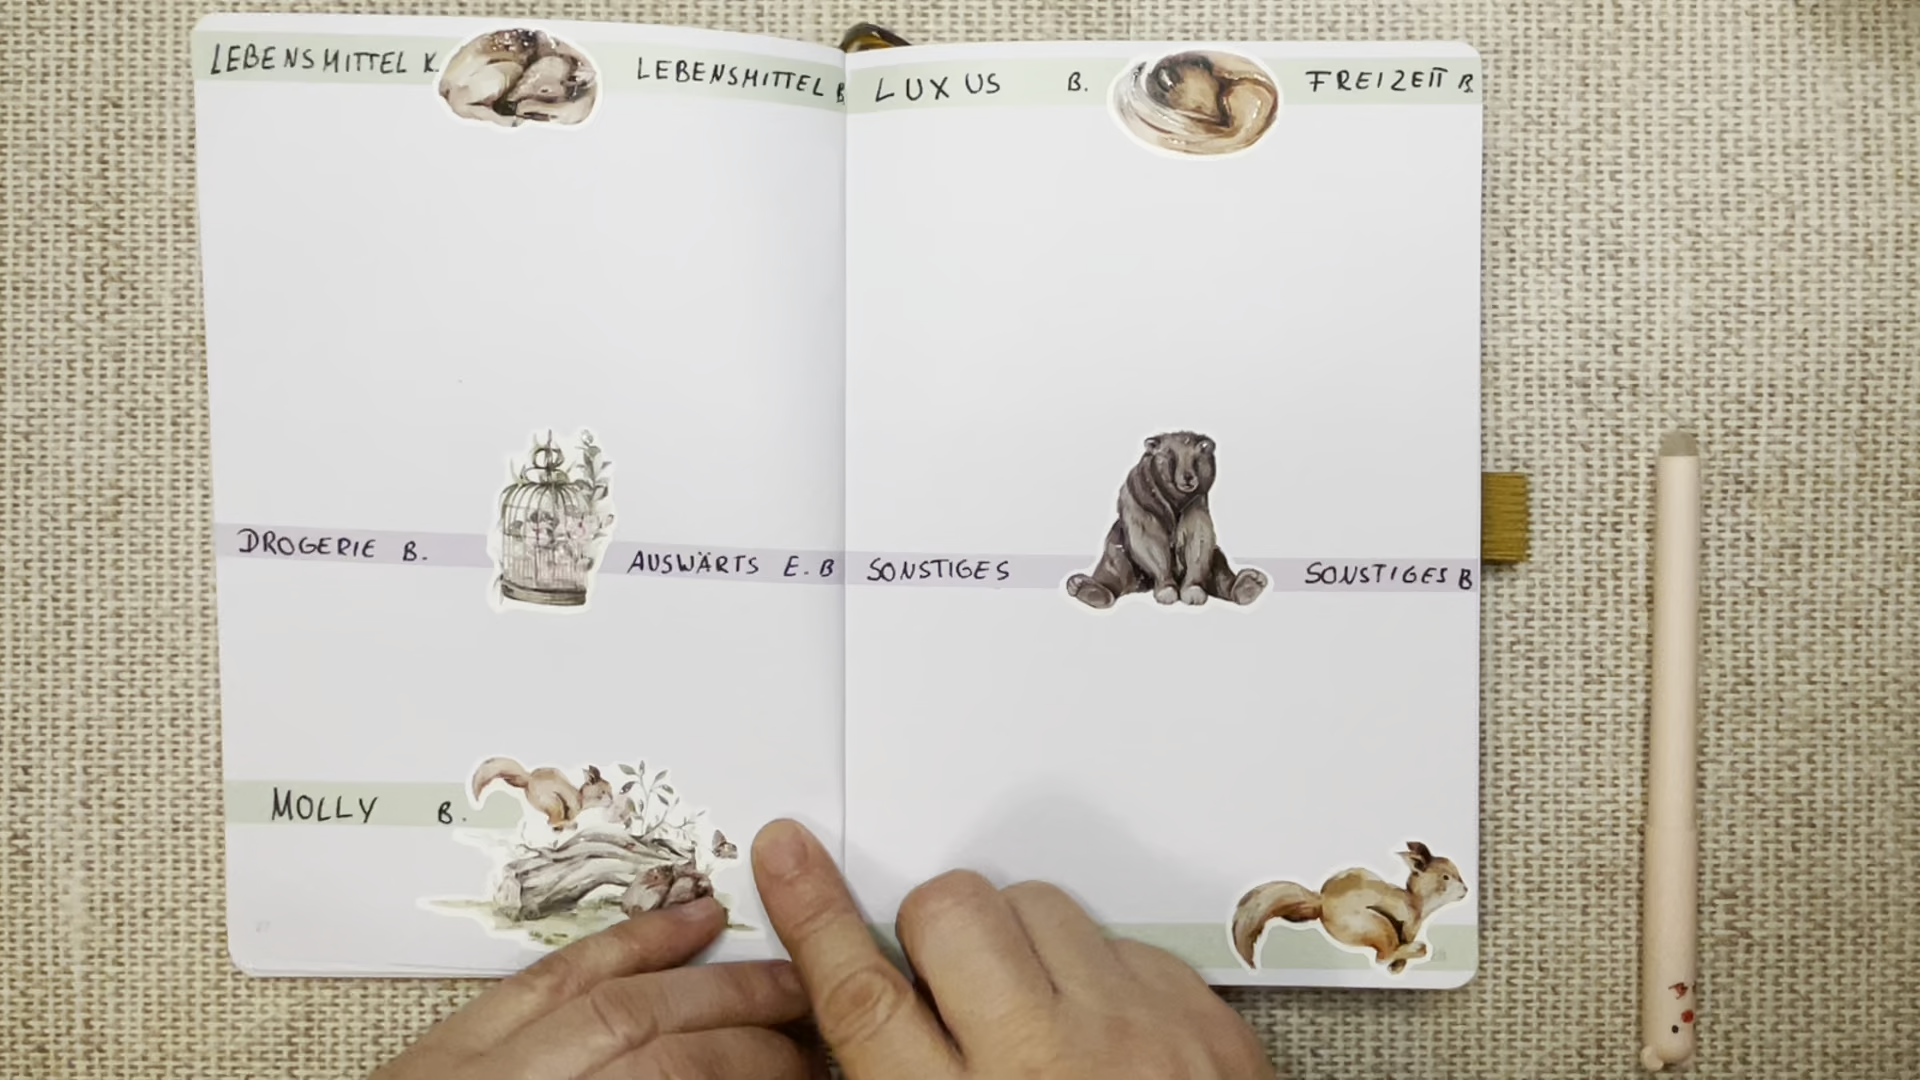 LEBENSMITTEL K.
LEBENSMITTEL B.
LUXUS B.
FREIZEIT B.
DROGERIE B.
AUSWÄRTS E. B
SONSTIGES
SONSTIGES B
MOLLY B.